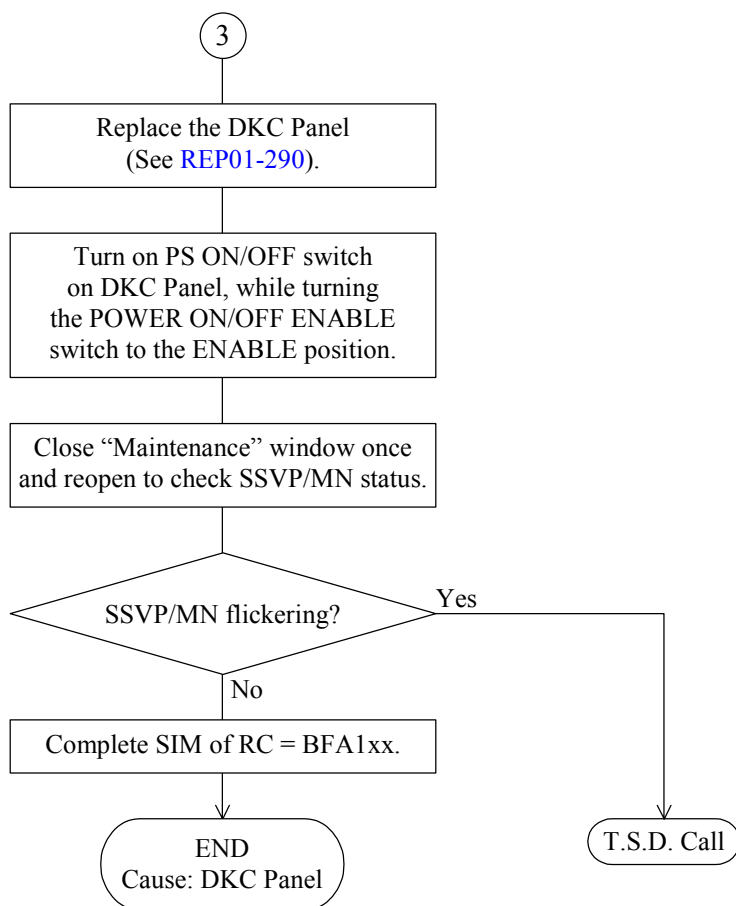 3
Replace the DKC Panel
(See REP01-290).
Turn on PS ON/OFF switch
on DKC Panel, while turning
the POWER ON/OFF ENABLE
switch to the ENABLE position.
Close “Maintenance” window once
and reopen to check SSVP/MN status.
SSVP/MN flickering?
Yes
No
Complete SIM of RC = BFA1xx.
END
Cause: DKC Panel
T.S.D. Call